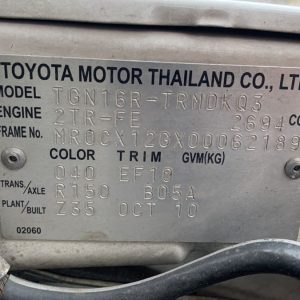 TOYOTA MOTOR THAILAND CO., LT
MODEL TGN16R-TRMDKQ3
ENGINE 2TR-FE 2694 CC
FRAME No. MR0CX12GX00062189
COLOR TRIM GVM(KG)
040 EF10
TRANS/AXLE R150 B05A
PLANT/BUILT Z35 OCT 10
02060